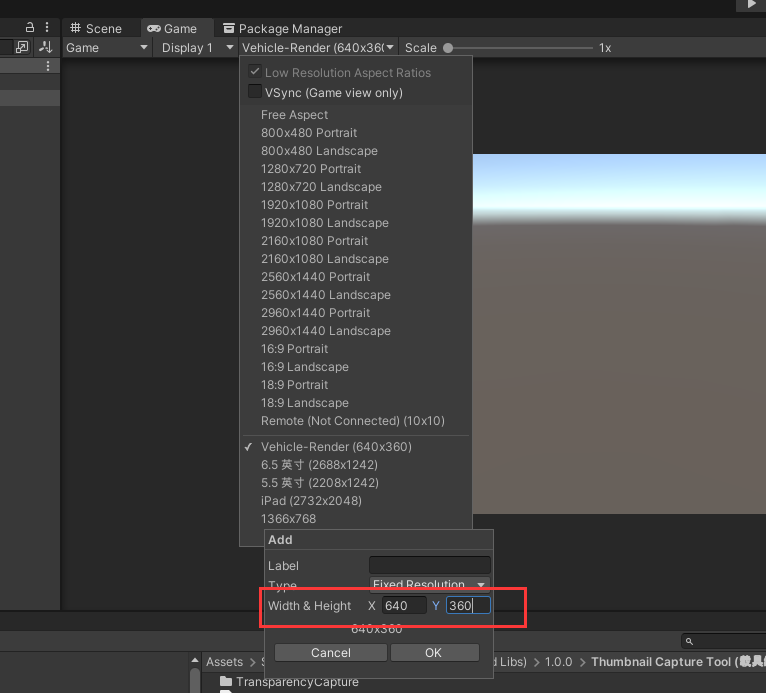 Scene Game Package Manager
Game Display 1 Vehicle-Render (640x360 Scale 1x
Low Resolution Aspect Ratios
VSync (Game view only)
Free Aspect
800x480 Portrait
800x480 Landscape
1280x720 Portrait
1280x720 Landscape
1920x1080 Portrait
1920x1080 Landscape
2160x1080 Portrait
2160x1080 Landscape
2560x1440 Portrait
2560x1440 Landscape
2960x1440 Portrait
2960x1440 Landscape
16:9 Portrait
16:9 Landscape
18:9 Portrait
18:9 Landscape
Remote (Not Connected) (10x10)
Vehicle-Render (640x360)
6.5 英寸 (2688x1242)
5.5 英寸 (2208x1242)
iPad (2732x2048)
1366x768
Add
Label
Type Fixed Resolution
Width & Height X 640 Y 360
640x360
Cancel OK
Assets > d Libs) > 1.0.0 > Thumbnail Capture Tool (载具
TransparencyCapture